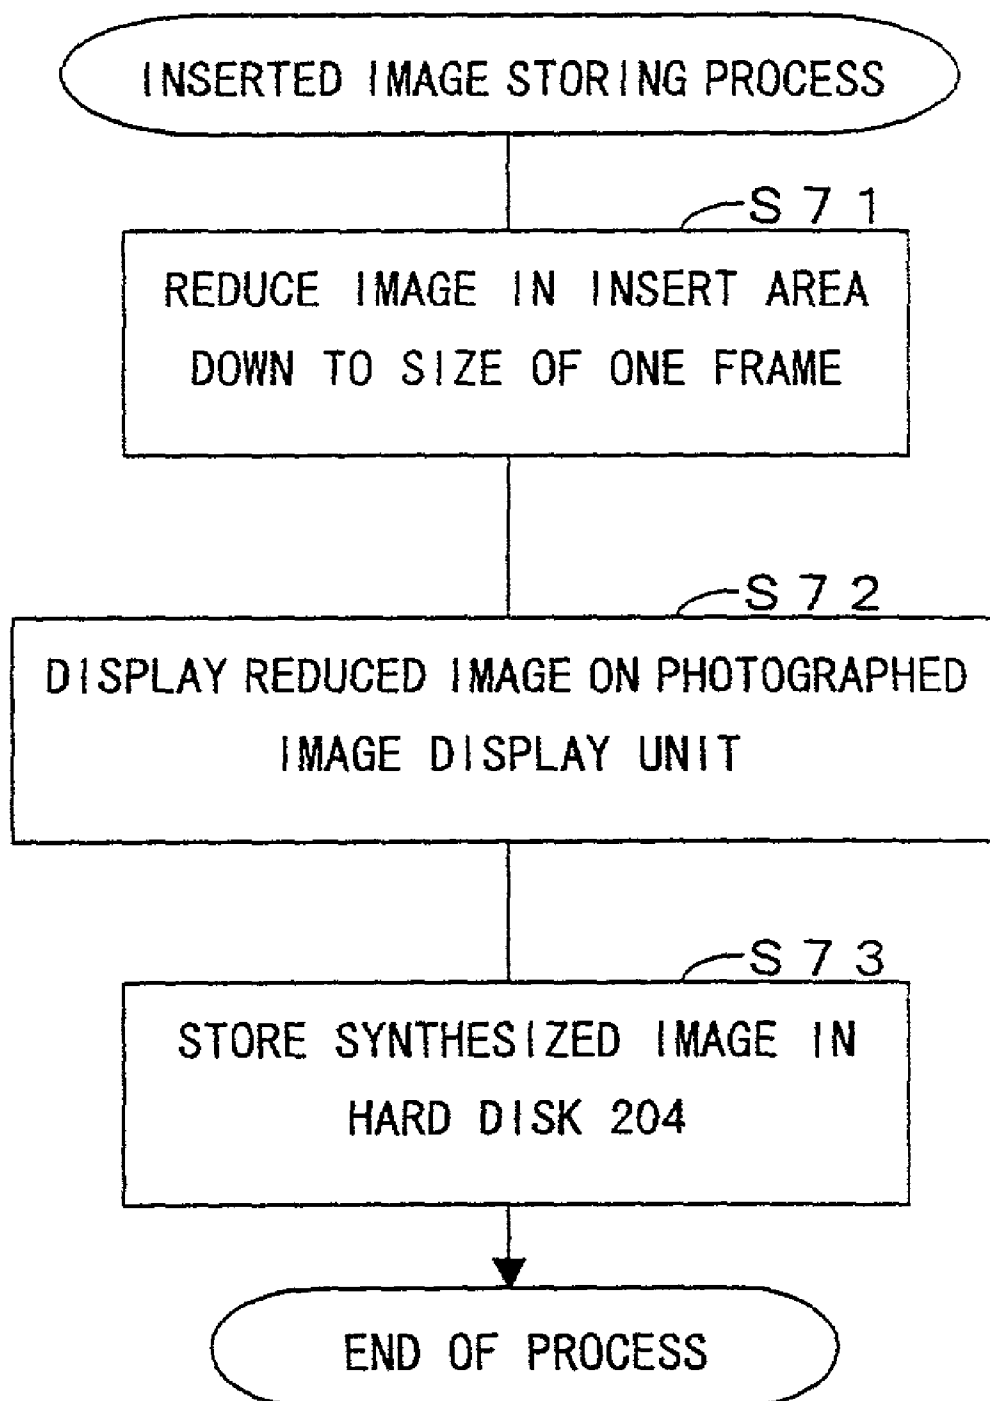 INSERTED IMAGE STORING PROCESS
S71
REDUCE IMAGE IN INSERT AREA
DOWN TO SIZE OF ONE FRAME
S72
DISPLAY REDUCED IMAGE ON PHOTOGRAPHED
IMAGE DISPLAY UNIT
S73
STORE SYNTHESIZED IMAGE IN
HARD DISK 204
END OF PROCESS